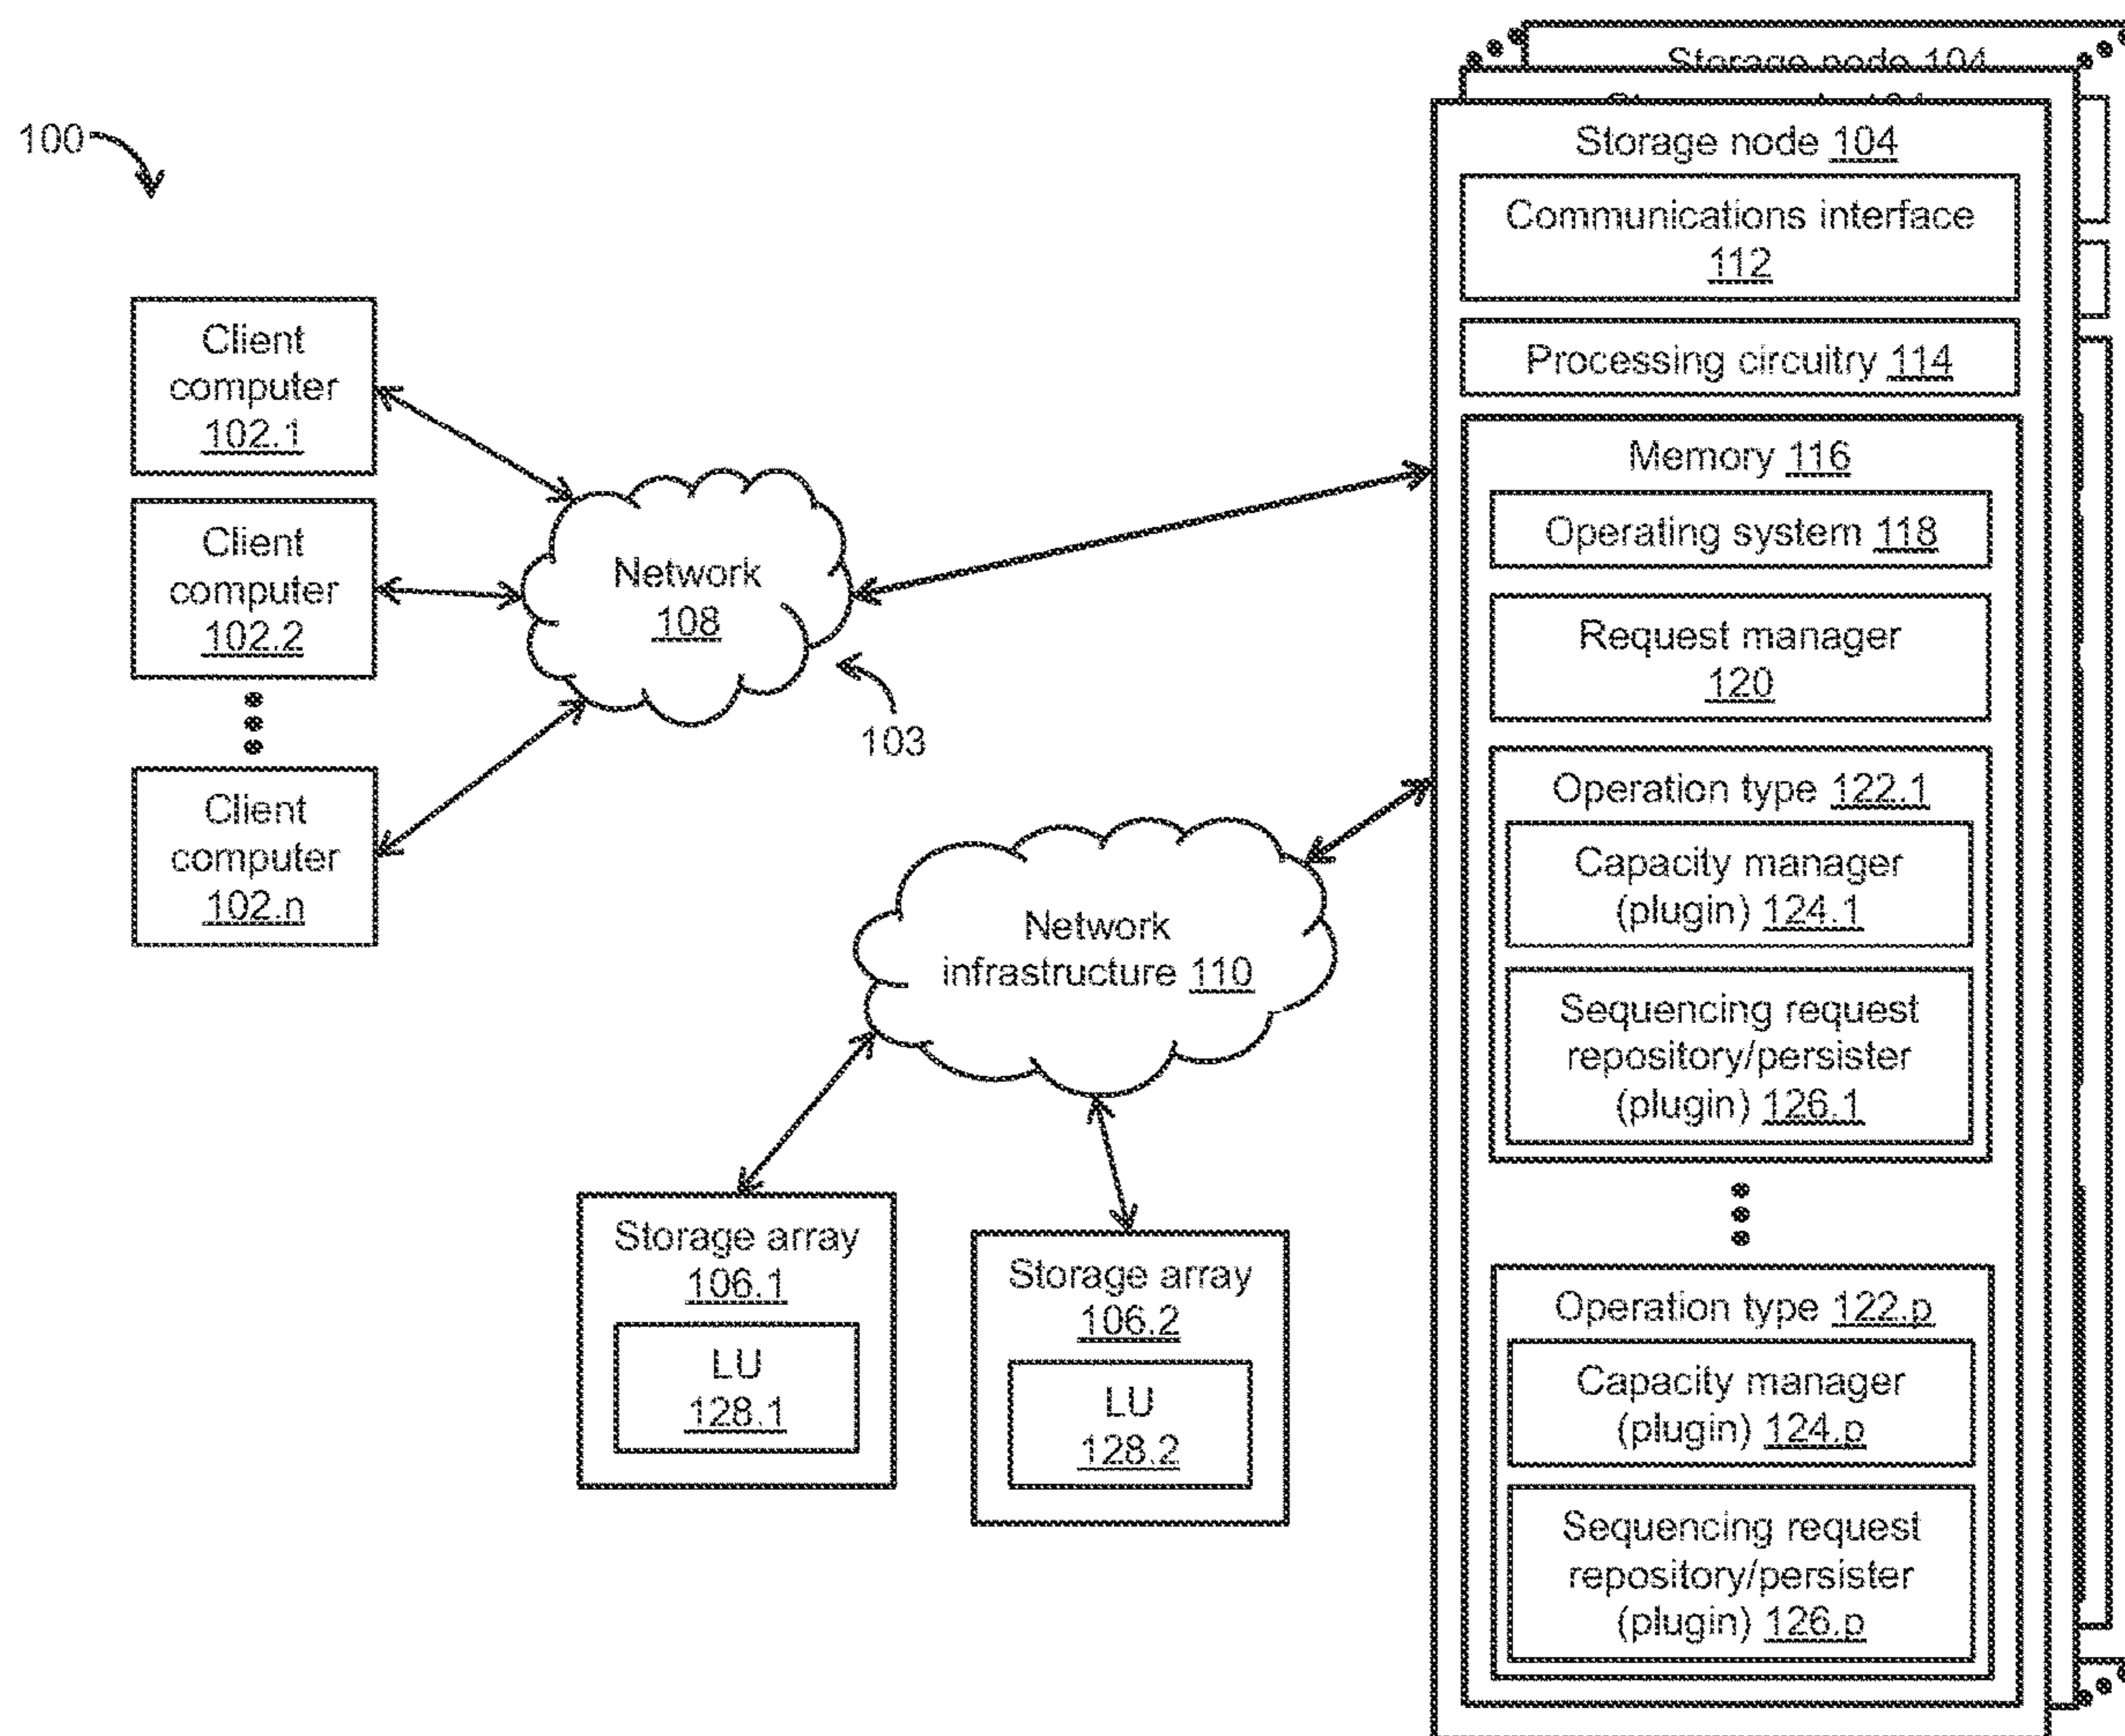 100
Client
computer
102.1
Client
computer
102.2
Client
computer
102.n
Network
108
103
Network
infrastructure 110
Storage array
106.1
LU
128.1
Storage array
106.2
LU
128.2
Storage node 104
Storage node 104
Communications interface
112
Processing circuitry 114
Memory 116
Operating system 118
Request manager
120
Operation type 122.1
Capacity manager
(plugin) 124.1
Sequencing request
repository/persister
(plugin) 126.1
Operation type 122.p
Capacity manager
(plugin) 124.p
Sequencing request
repository/persister
(plugin) 126.p